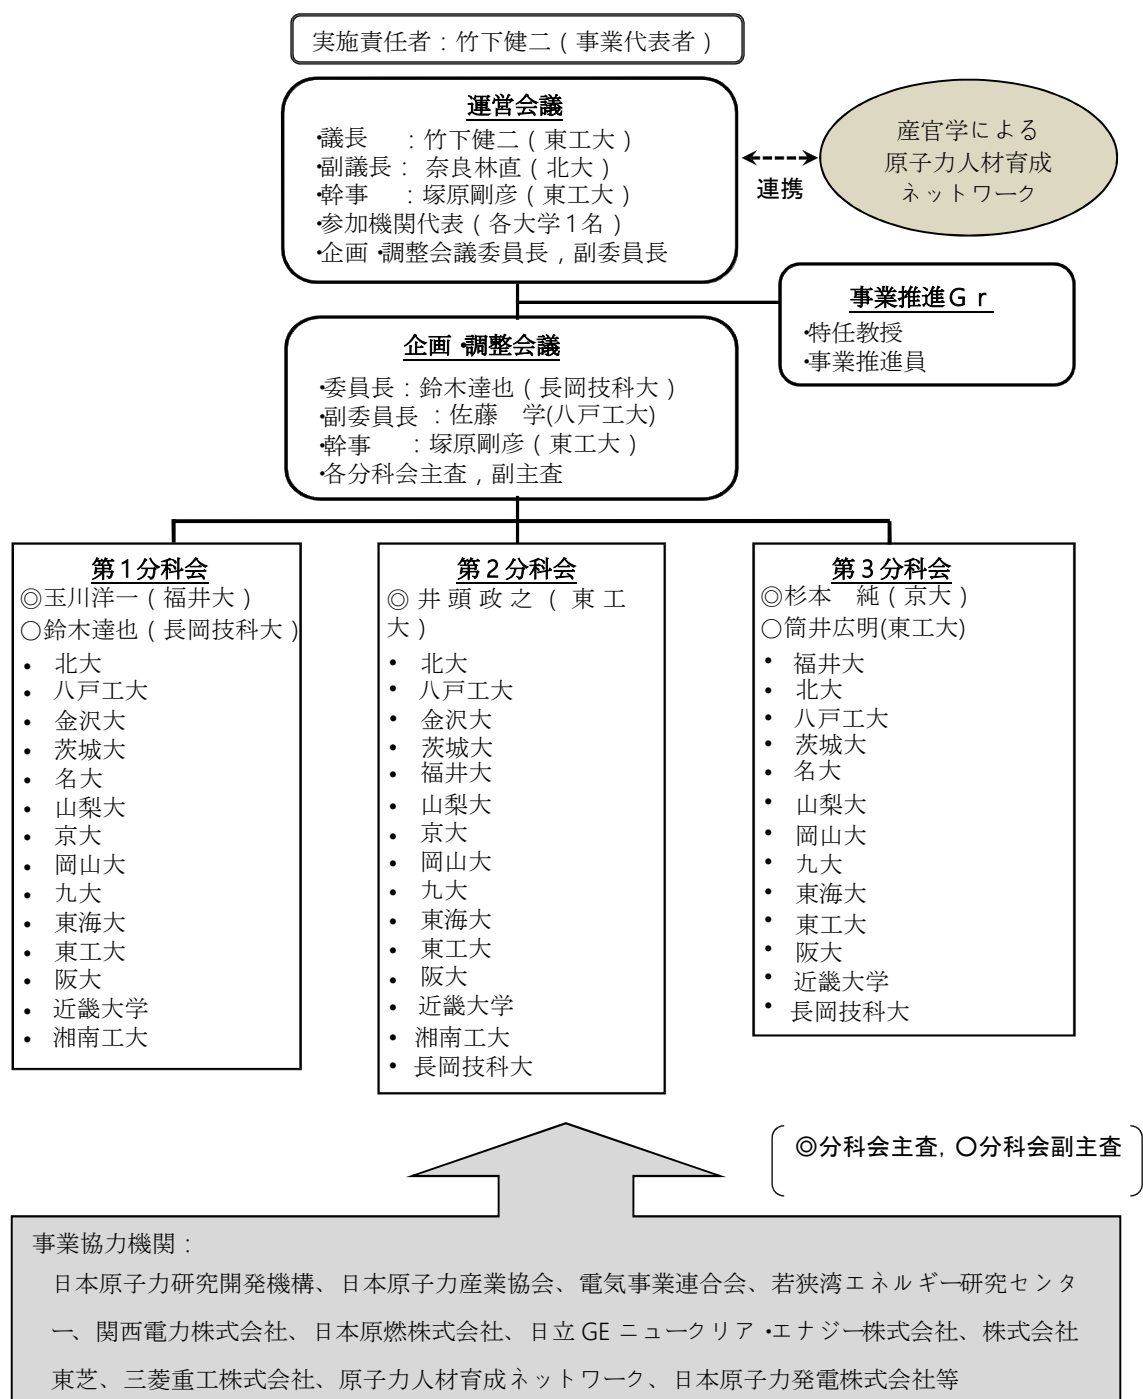 実施責任者：竹下健二（事業代表者）
運営会議
・議長　：竹下健二（東工大）
・副議長：奈良林直（北大）
・幹事　：塚原剛彦（東工大）
・参加機関代表（各大学1名）
・企画・調整会議委員長，副委員長
連携
産官学による
原子力人材育成
ネットワーク
事業推進Ｇｒ
・特任教授
・事業推進員
企画・調整会議
・委員長：鈴木達也（長岡技科大）
・副委員長：佐藤　学(八戸工大)
・幹事　：塚原剛彦（東工大）
・各分科会主査，副主査
第１分科会
◎玉川洋一（福井大）
○鈴木達也（長岡技科大）
• 北大
• 八戸工大
• 金沢大
• 茨城大
• 名大
• 山梨大
• 京大
• 岡山大
• 九大
• 東海大
• 東工大
• 阪大
• 近畿大学
• 湘南工大
第２分科会
◎井頭政之（東工
大）
• 北大
• 八戸工大
• 金沢大
• 茨城大
• 福井大
• 山梨大
• 京大
• 岡山大
• 九大
• 東海大
• 東工大
• 阪大
• 近畿大学
• 湘南工大
• 長岡技科大
第３分科会
◎杉本　純（京大）
○筒井広明(東工大)
• 福井大
• 北大
• 八戸工大
• 茨城大
• 名大
• 山梨大
• 岡山大
• 九大
• 東海大
• 東工大
• 阪大
• 近畿大学
• 長岡技科大
◎分科会主査，○分科会副主査
事業協力機関：
日本原子力研究開発機構、日本原子力産業協会、電気事業連合会、若狭湾エネルギー研究センタ
ー、関西電力株式会社、日本原燃株式会社、日立 GE ニュークリア・エナジー株式会社、株式会社
東芝、三菱重工株式会社、原子力人材育成ネットワーク、日本原子力発電株式会社等